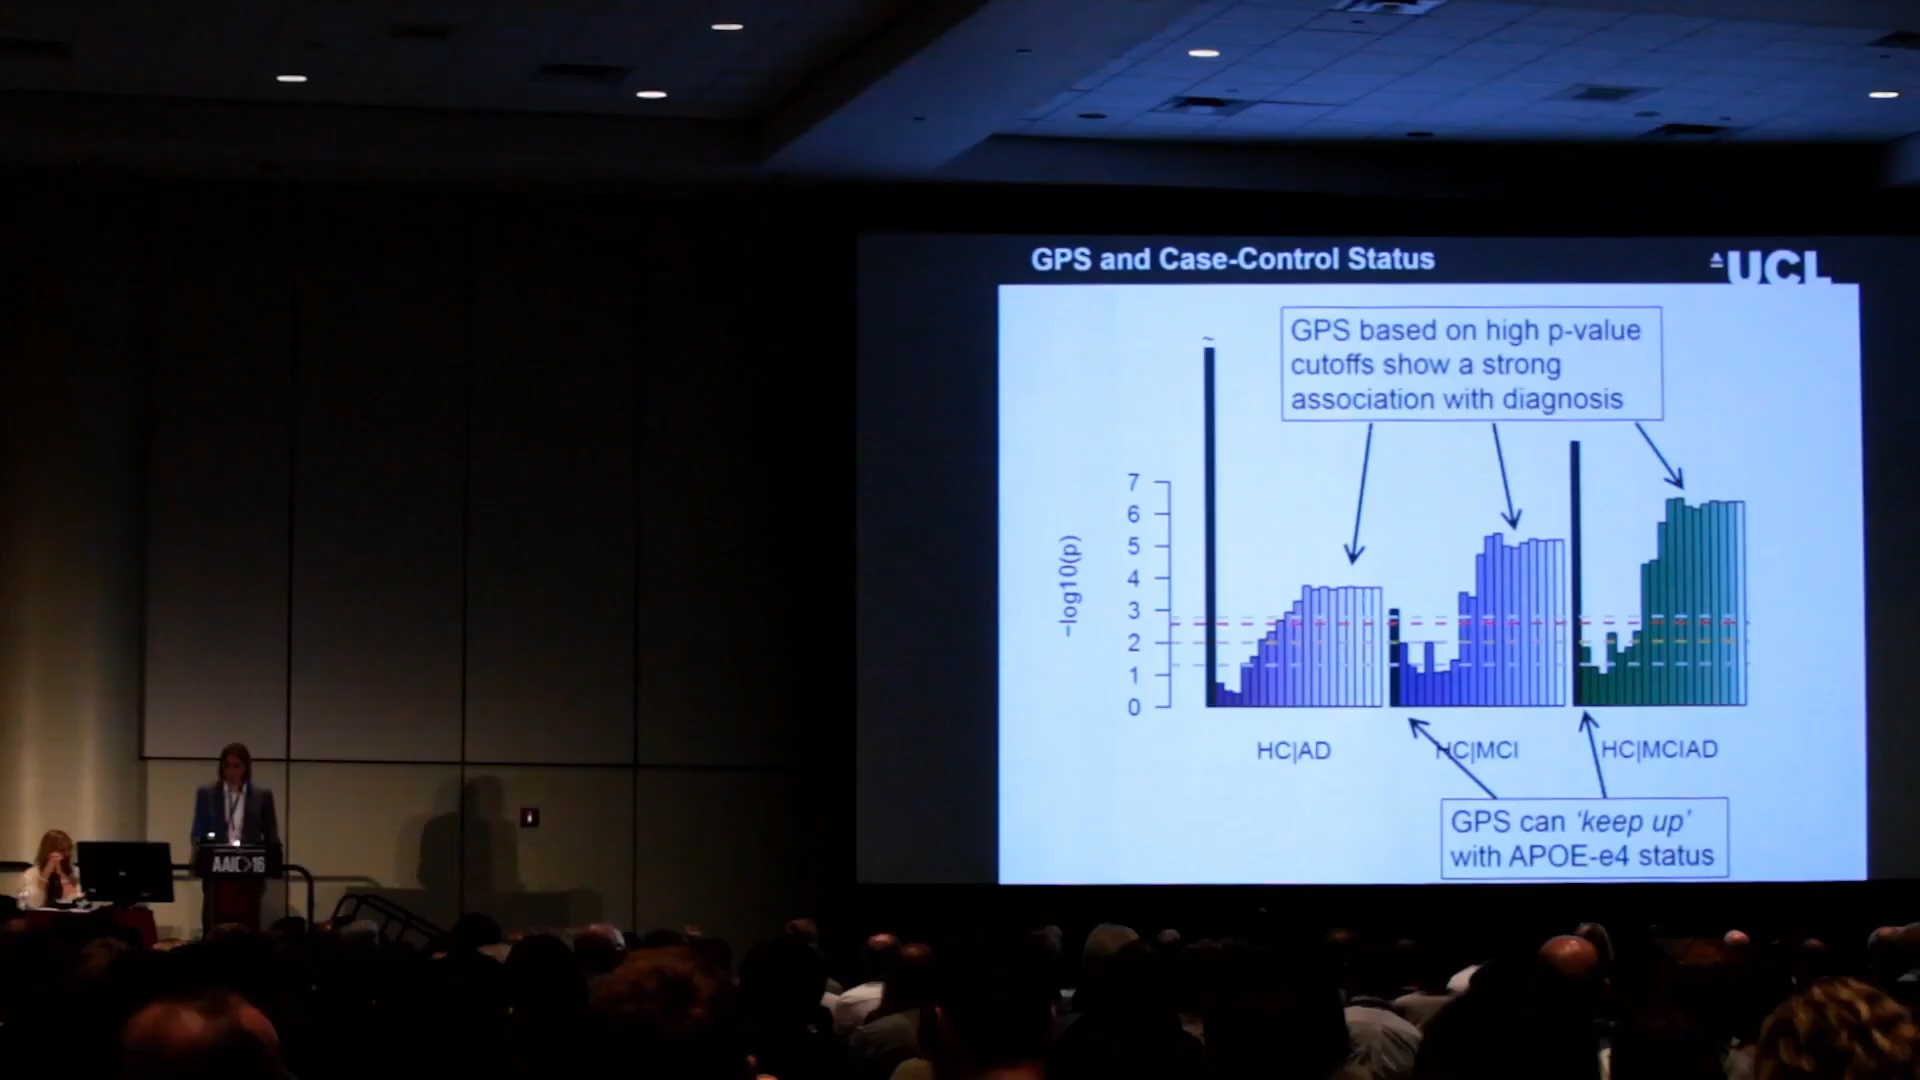 GPS and Case-Control Status
UCL
GPS based on high p-value
cutoffs show a strong
association with diagnosis
~
7
6
5
4
3
2
1
0
−log10(p)
HC|AD
HC|MCI
HC|MCIAD
GPS can ‘keep up’
with APOE-e4 status
AAIC>16